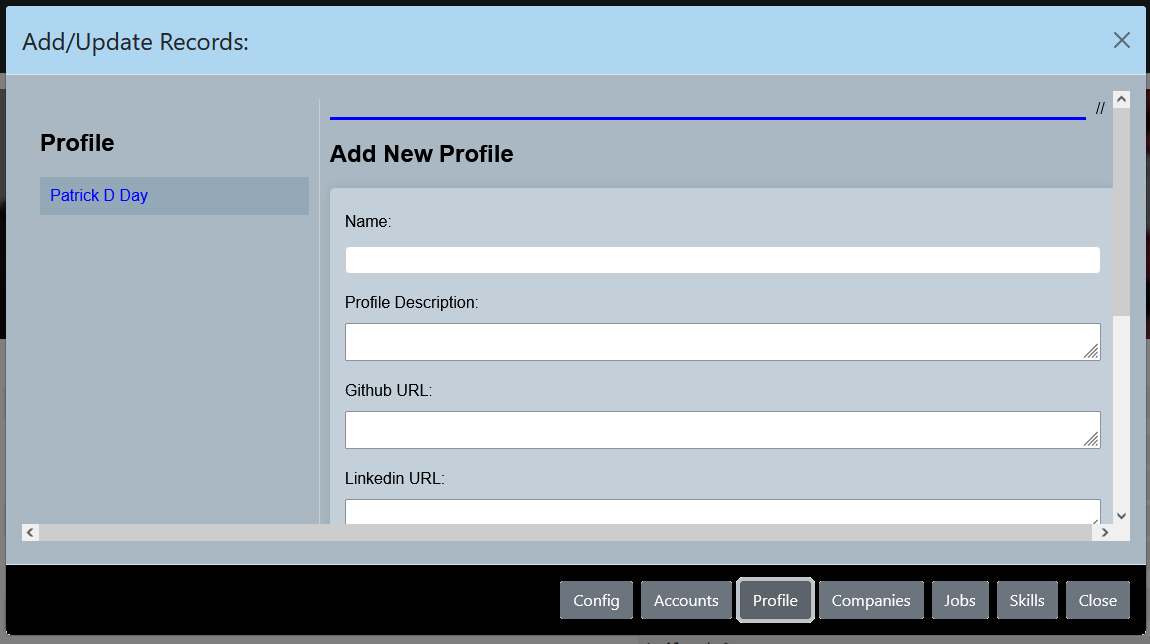 Add/Update Records:
//
Profile
Patrick D Day
Add New Profile
Name:
Profile Description:
Github URL:
Linkedin URL:
Config Accounts Profile Companies Jobs Skills Close